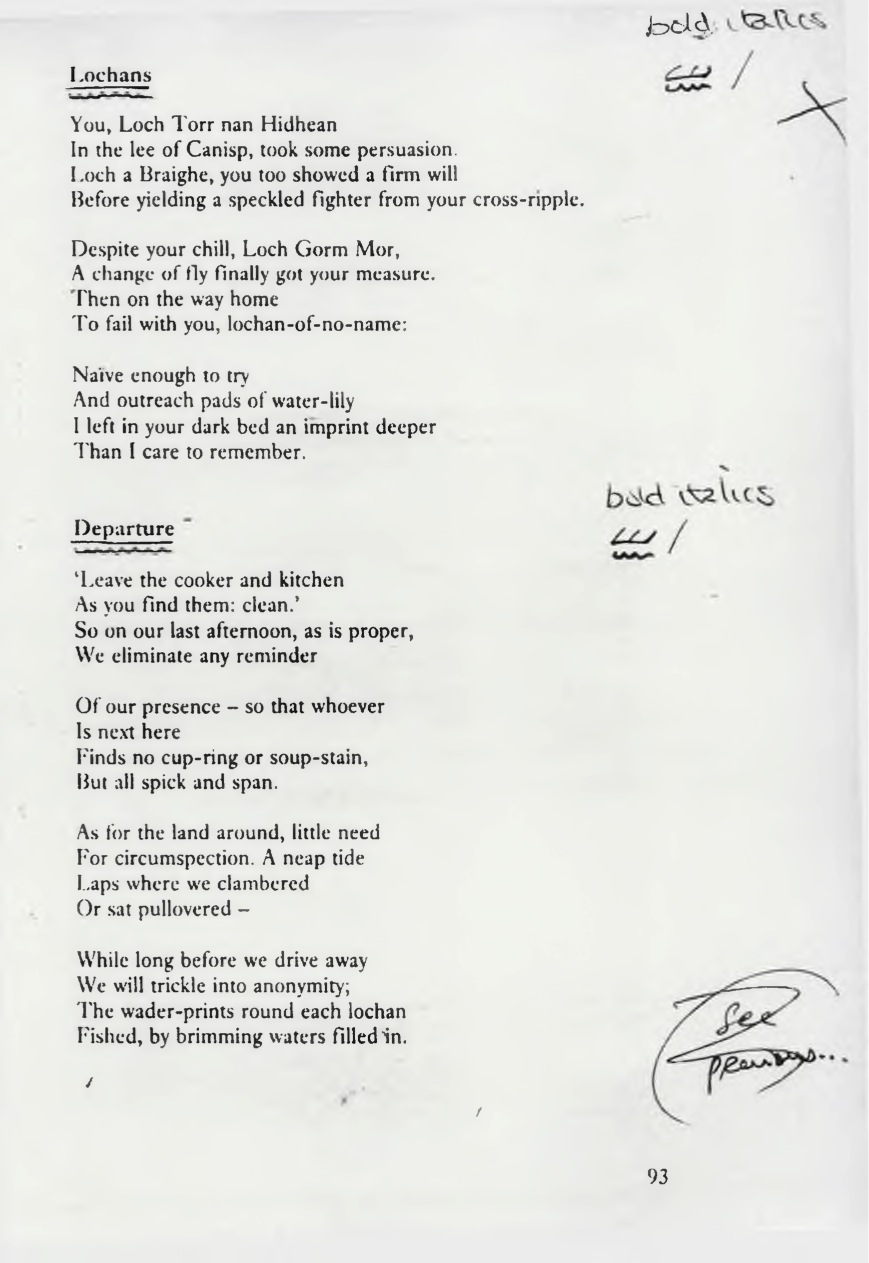 bold italics
Lochans
You, Loch Torr nan Hidhean
In the lee of Canisp, took some persuasion.
Loch a Braighe, you too showed a firm will
Before yielding a speckled fighter from your cross-ripple.
Despite your chill, Loch Gorm Mor,
A change of fly finally got your measure.
Then on the way home
To fail with you, lochan-of-no-name:
Naïve enough to try
And outreach pads of water-lily
I left in your dark bed an imprint deeper
Than I care to remember.
bold italics
Departure
‘Leave the cooker and kitchen
As you find them: clean.’
So on our last afternoon, as is proper,
We eliminate any reminder
Of our presence – so that whoever
Is next here
Finds no cup-ring or soup-stain,
But all spick and span.
As for the land around, little need
For circumspection. A neap tide
Laps where we clambered
Or sat pullovered –
While long before we drive away
We will trickle into anonymity;
The wader-prints round each lochan
Fished, by brimming waters filled in.
See
previous...
93